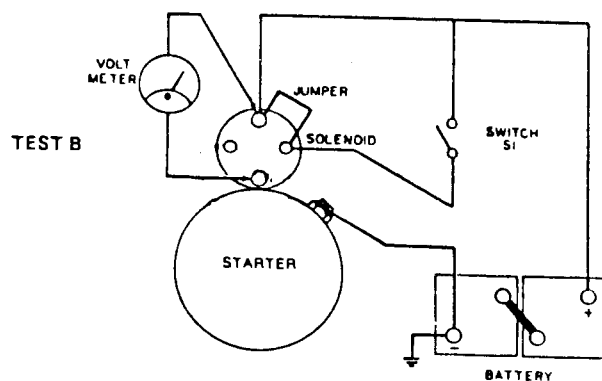 VOLT
METER
JUMPER
TEST B
SOLENOID
SWITCH
S1
STARTER
+
−
BATTERY